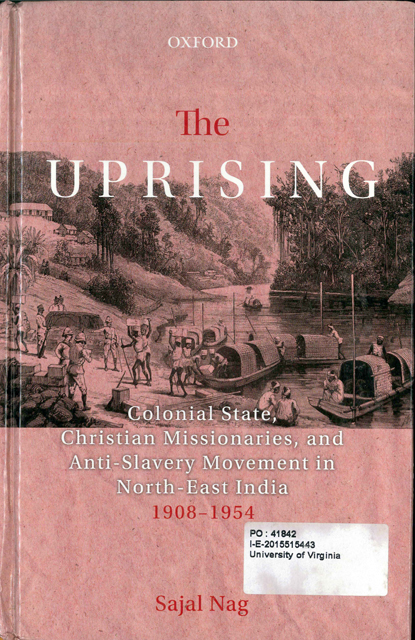 OXFORD
The
UPRISING
Colonial State,
Christian Missionaries, and
Anti-Slavery Movement in
North-East India
1908–1954
PO : 41842
I-E-2015515443
University of Virginia
Sajal Nag